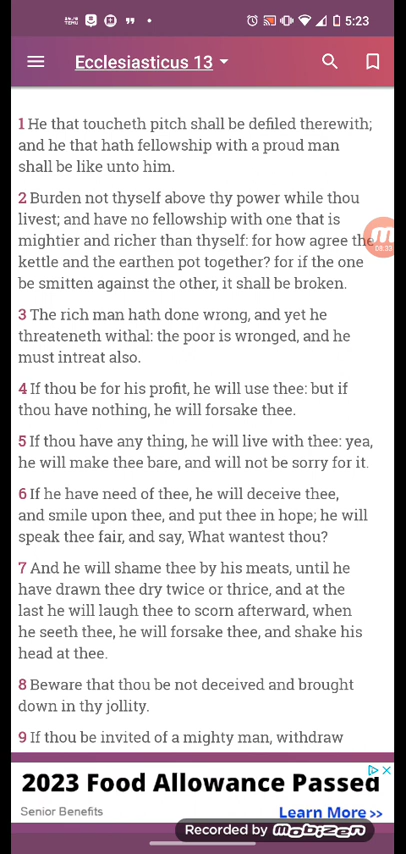 5:23
Ecclesiasticus 13
1 He that toucheth pitch shall be defiled therewith;
and he that hath fellowship with a proud man
shall be like unto him.
2 Burden not thyself above thy power while thou
livest; and have no fellowship with one that is
mightier and richer than thyself: for how agree the
kettle and the earthen pot together? for if the one
be smitten against the other, it shall be broken.
3 The rich man hath done wrong, and yet he
threateneth withal: the poor is wronged, and he
must intreat also.
4 If thou be for his profit, he will use thee: but if
thou have nothing, he will forsake thee.
5 If thou have any thing, he will live with thee: yea,
he will make thee bare, and will not be sorry for it.
6 If he have need of thee, he will deceive thee,
and smile upon thee, and put thee in hope; he will
speak thee fair, and say, What wantest thou?
7 And he will shame thee by his meats, until he
have drawn thee dry twice or thrice, and at the
last he will laugh thee to scorn afterward, when
he seeth thee, he will forsake thee, and shake his
head at thee.
8 Beware that thou be not deceived and brought
down in thy jollity.
9 If thou be invited of a mighty man, withdraw
2023 Food Allowance Passed
Senior Benefits
Learn More >>
Recorded by mobizen